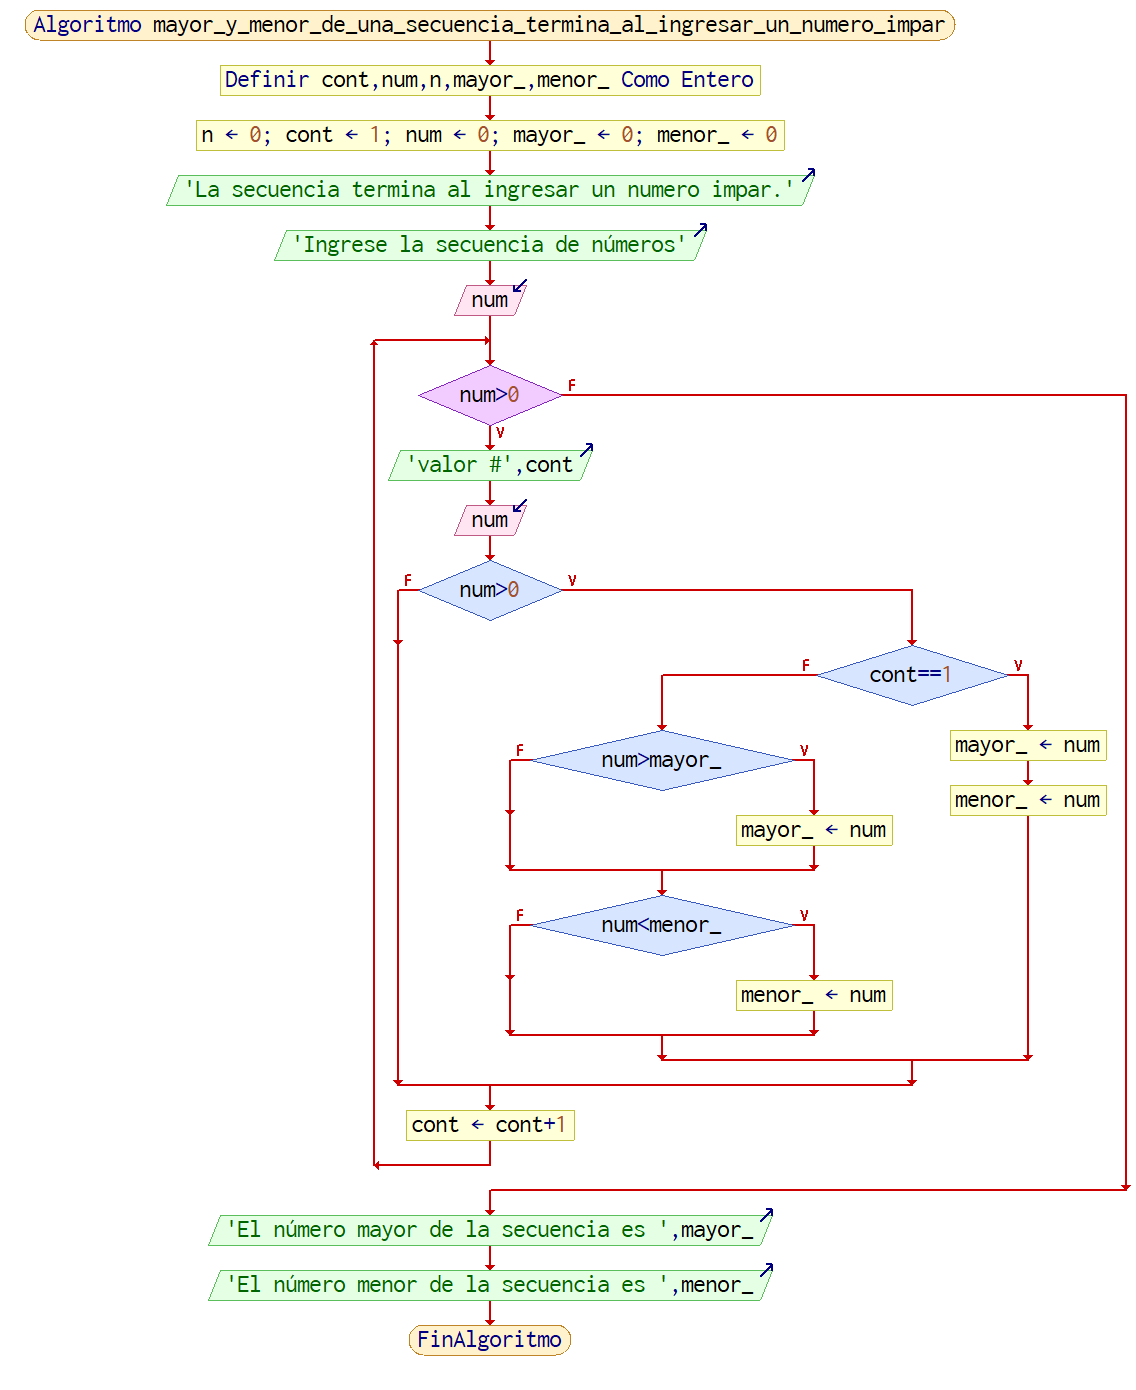 Algoritmo mayor_y_menor_de_una_secuencia_termina_al_ingresar_un_numero_impar
Definir cont,num,n,mayor_,menor_ Como Entero
n ← 0; cont ← 1; num ← 0; mayor_ ← 0; menor_ ← 0
'La secuencia termina al ingresar un numero impar.'
'Ingrese la secuencia de números'
num
num>0
F
V
'valor #',cont
num
F
num>0
V
F
cont==1
V
mayor_ ← num
menor_ ← num
F
num>mayor_
V
mayor_ ← num
F
num<menor_
V
menor_ ← num
cont ← cont+1
'El número mayor de la secuencia es ',mayor_
'El número menor de la secuencia es ',menor_
FinAlgoritmo